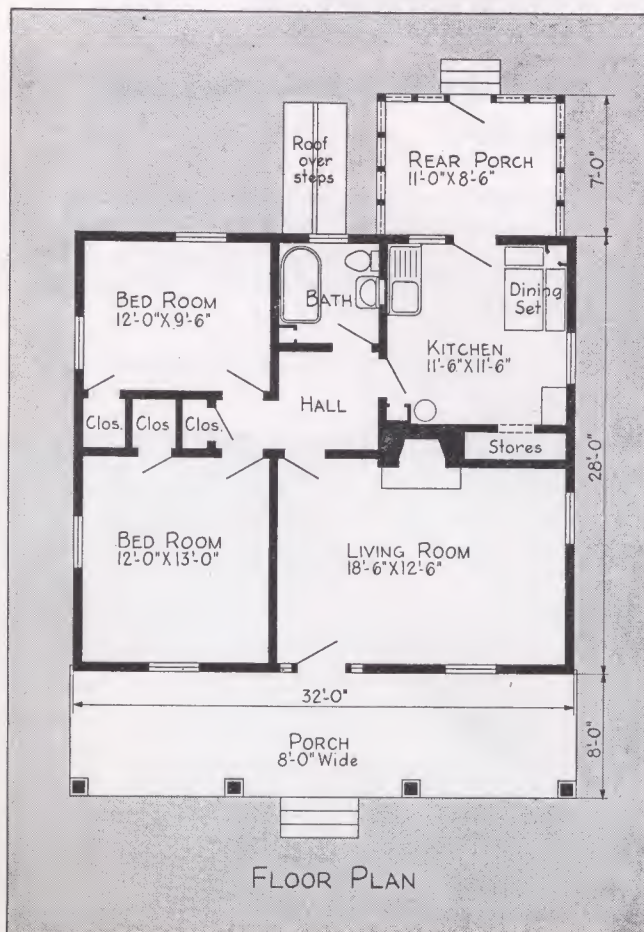 Roof
over
steps
REAR PORCH
11'-0"X8'-6"
7'-0"
BED ROOM
12'-0"X9'-6"
BATH
Dining
Set
KITCHEN
11'-6"X11'-6"
HALL
Clos.
Clos
Clos.
Stores
28'-0"
BED ROOM
12'-0"X13'-0"
LIVING ROOM
18'-6"X12'-6"
32'-0"
PORCH
8'-0" Wide
8'-0"
FLOOR PLAN